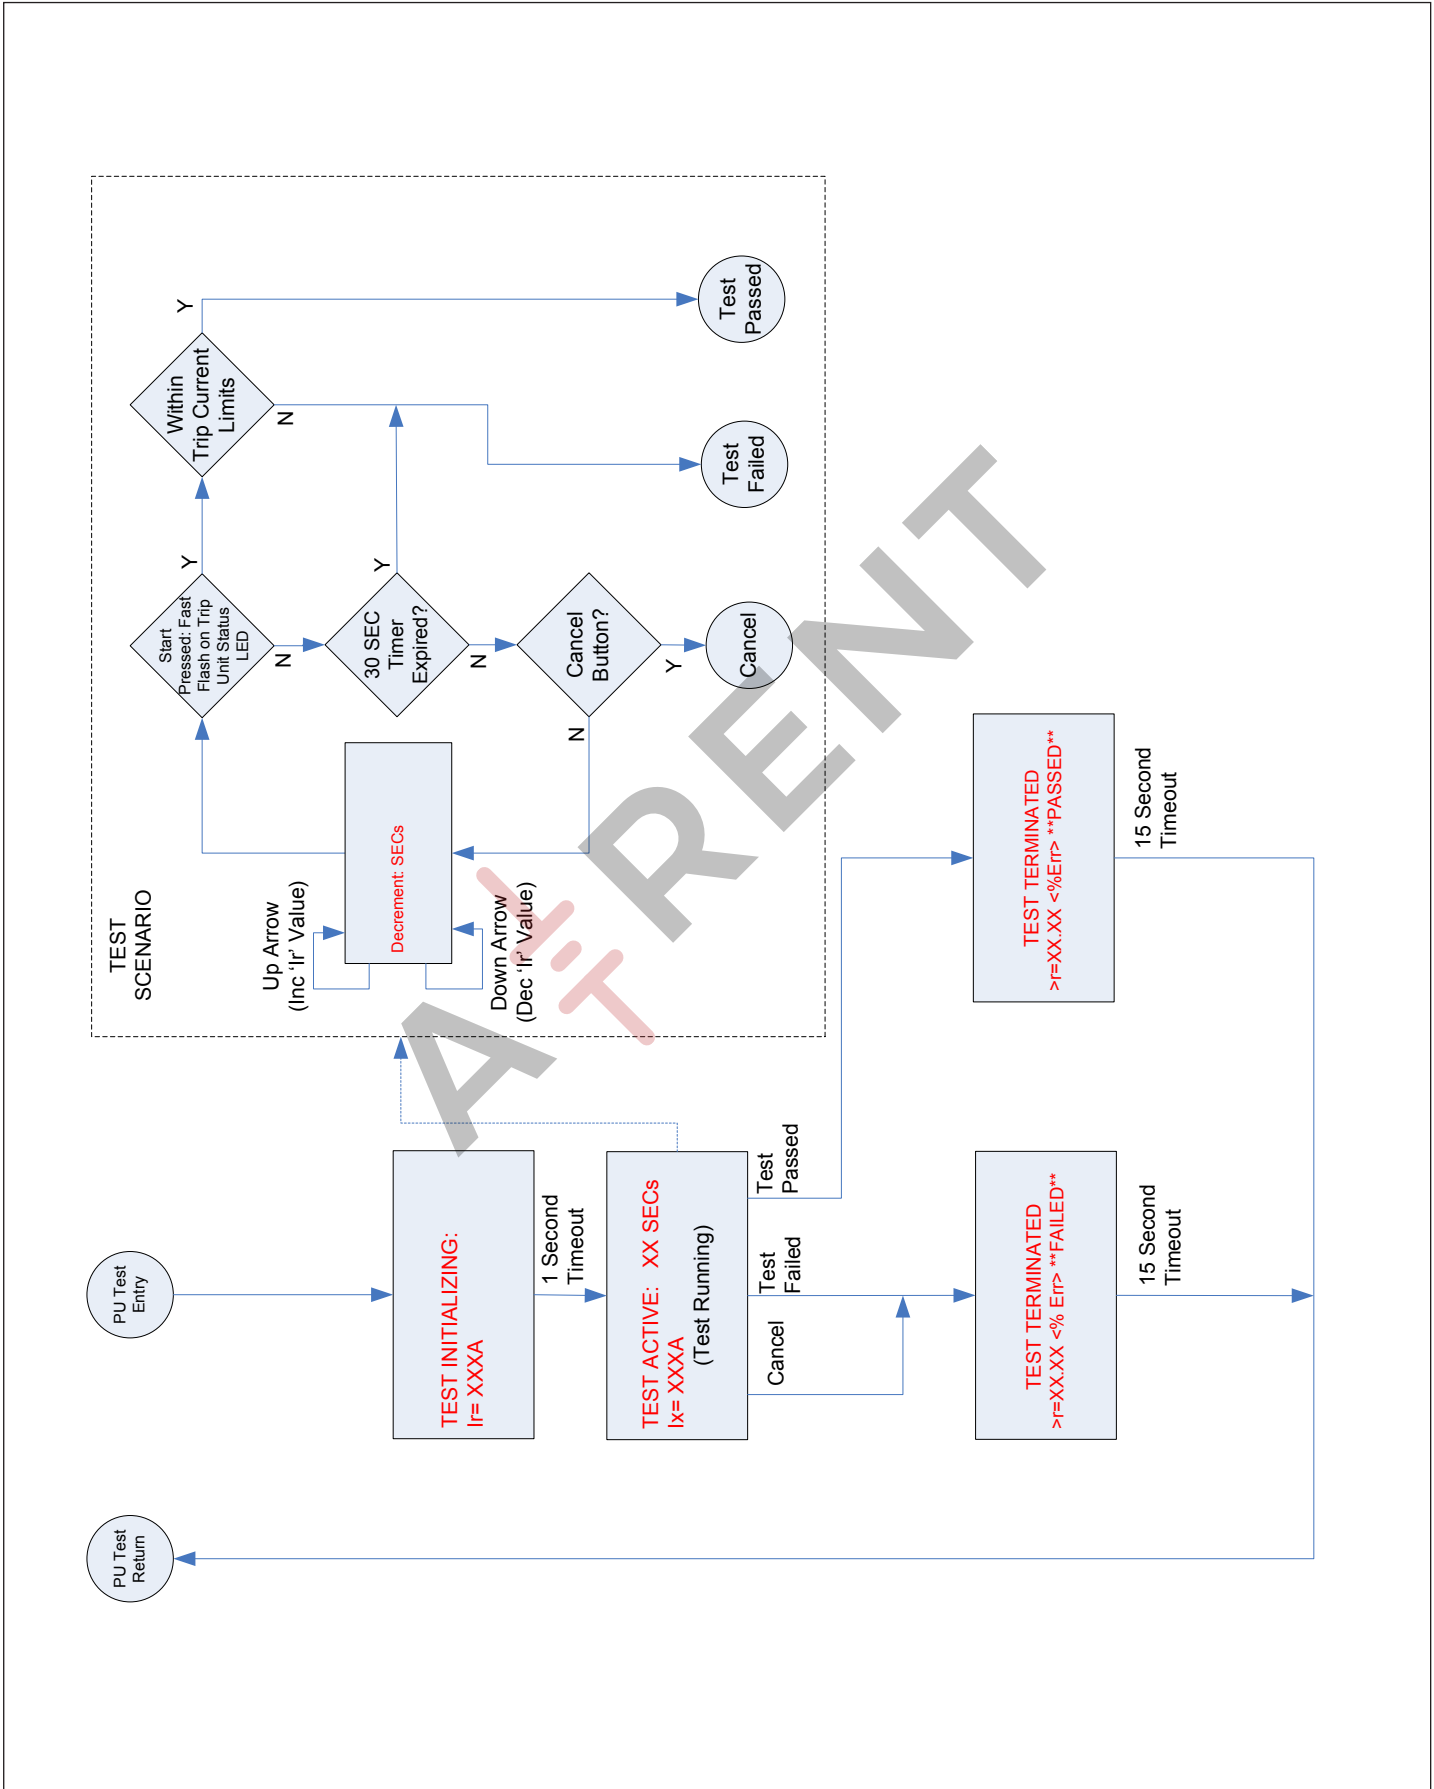 PU Test
Return
PU Test
Entry
TEST INITIALIZING:
Ir= XXXA
1 Second
Timeout
TEST ACTIVE: XX SECs
Ix= XXXA
(Test Running)
Cancel
Test
Failed
Test
Passed
TEST TERMINATED
>r=XX.XX <% Err> **FAILED**
15 Second
Timeout
TEST TERMINATED
>r=XX.XX <%Err> **PASSED**
15 Second
Timeout
TEST
SCENARIO
Up Arrow
(Inc ‘Ir’ Value)
Decrement: SECs
Down Arrow
(Dec ‘Ir’ Value)
Start
Pressed: Fast
Flash on Trip
Unit Status
LED
Y
N
30 SEC
Timer
Expired?
Y
N
Cancel
Button?
N
Y
Cancel
Within
Trip Current
Limits
Y
N
Test
Failed
Test
Passed
A RENT